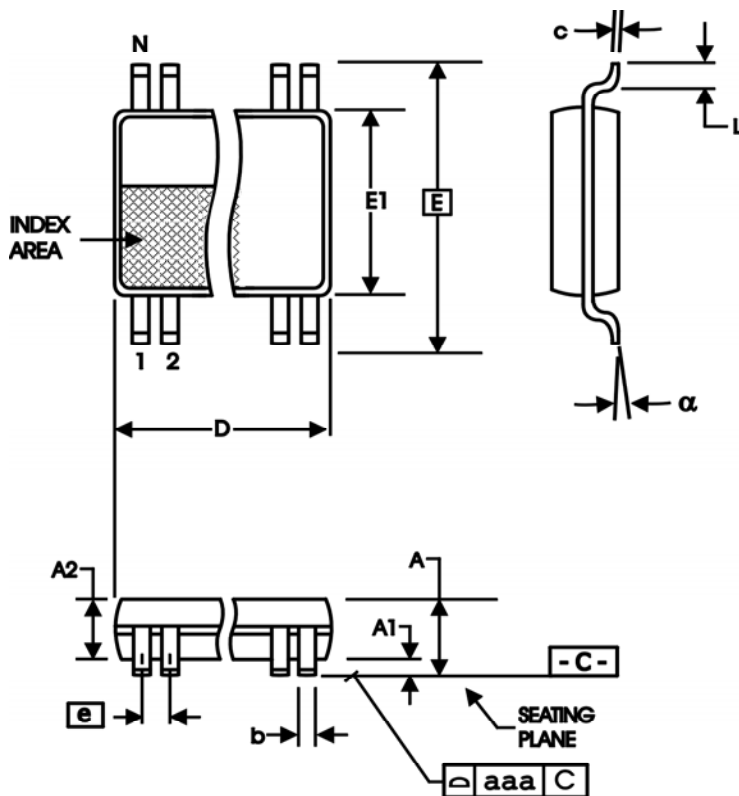 N
c
L
E1
E
INDEX
AREA
1 2
α
D
A2
A
A1
- C -
e
b
SEATING
PLANE
aaa C